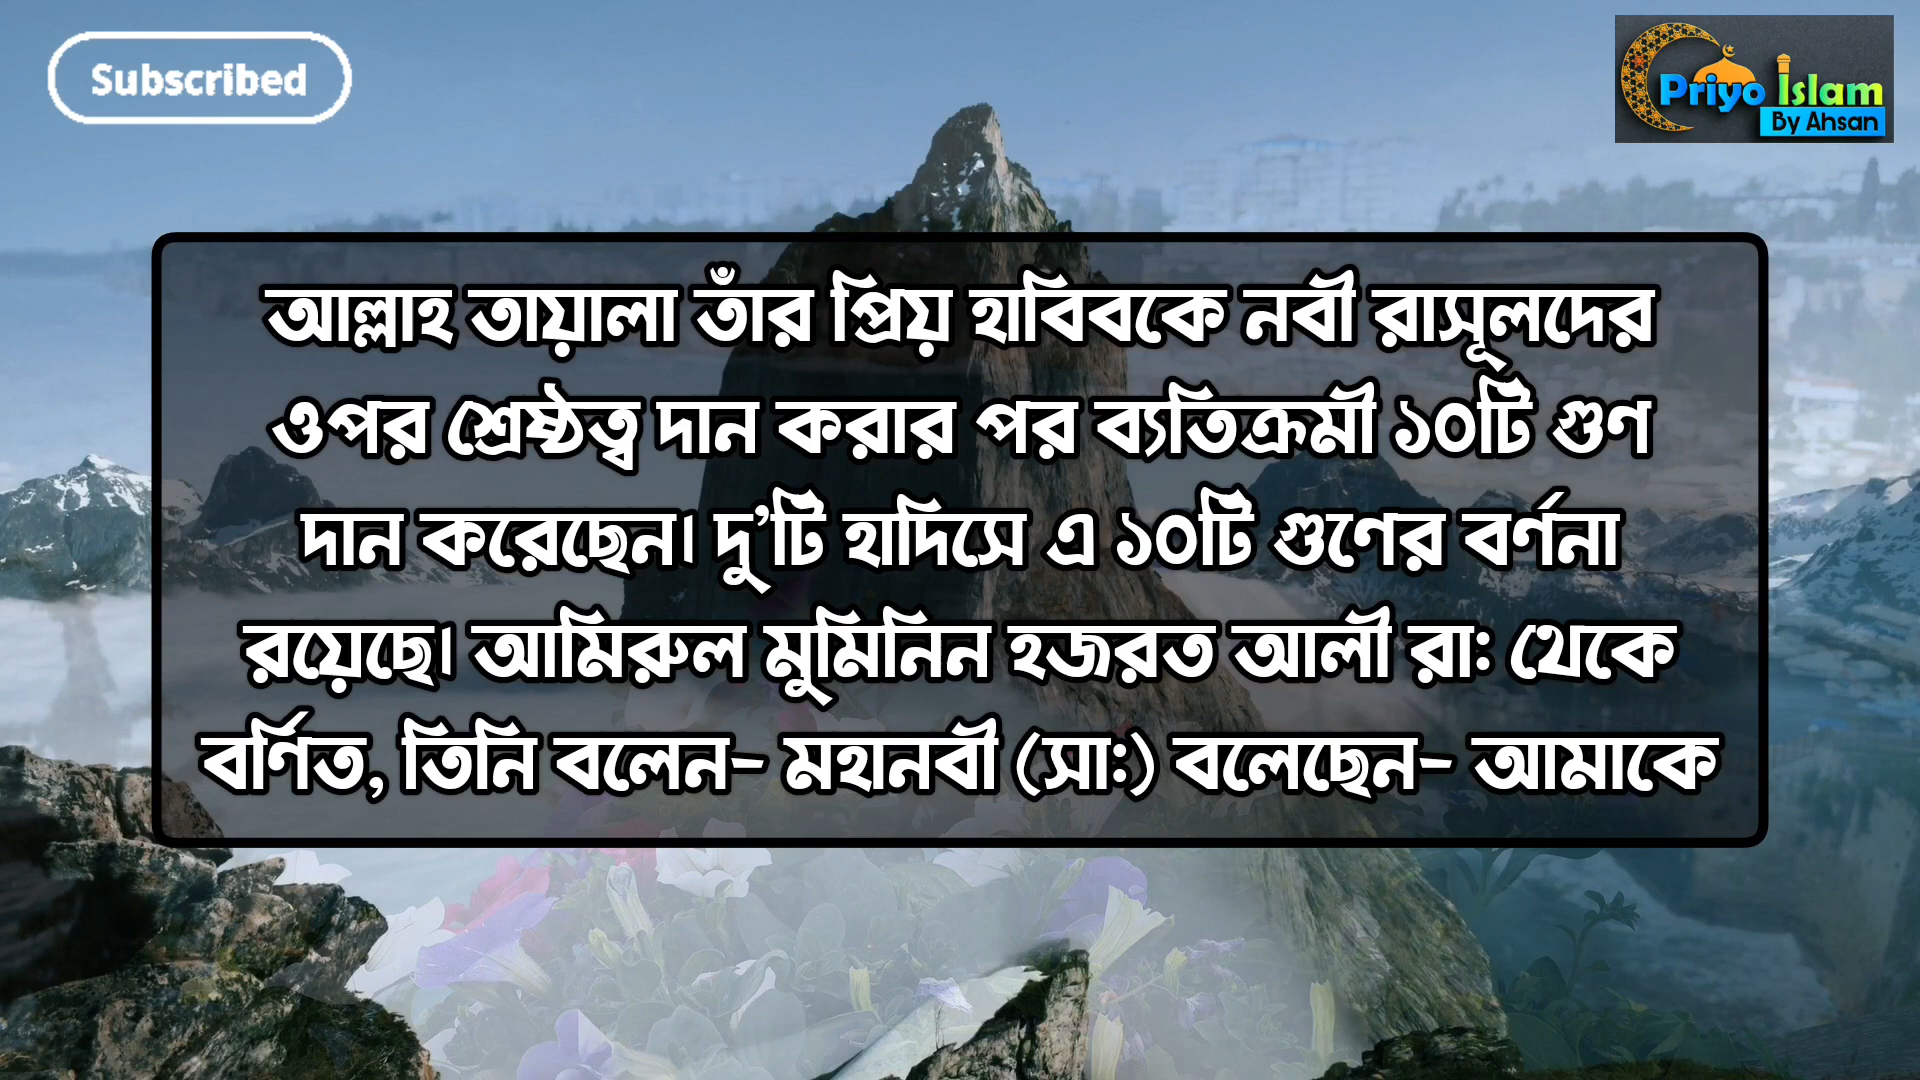 Subscribed
Priyo Islam
By Ahsan
আল্লাহ তায়ালা তাঁর প্রিয় হাবিবকে নবী রাসূলদের
ওপর শ্রেষ্ঠত্ব দান করার পর ব্যতিক্রমী ১০টি গুণ
দান করেছেন। দু’টি হাদিসে এ ১০টি গুণের বর্ণনা
রয়েছে। আমিরুল মুমিনিন হজরত আলী রাঃ থেকে
বর্ণিত, তিনি বলেন- মহানবী (সাঃ) বলেছেন- আমাকে